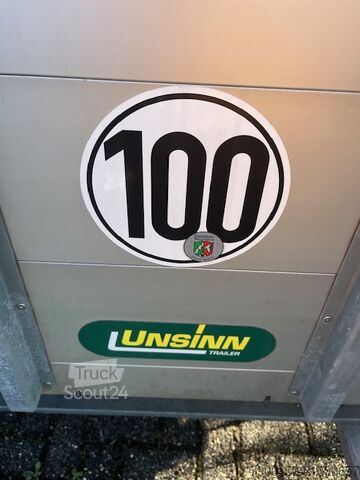 100
UNSINN
TRAILER
Truck
Scout24